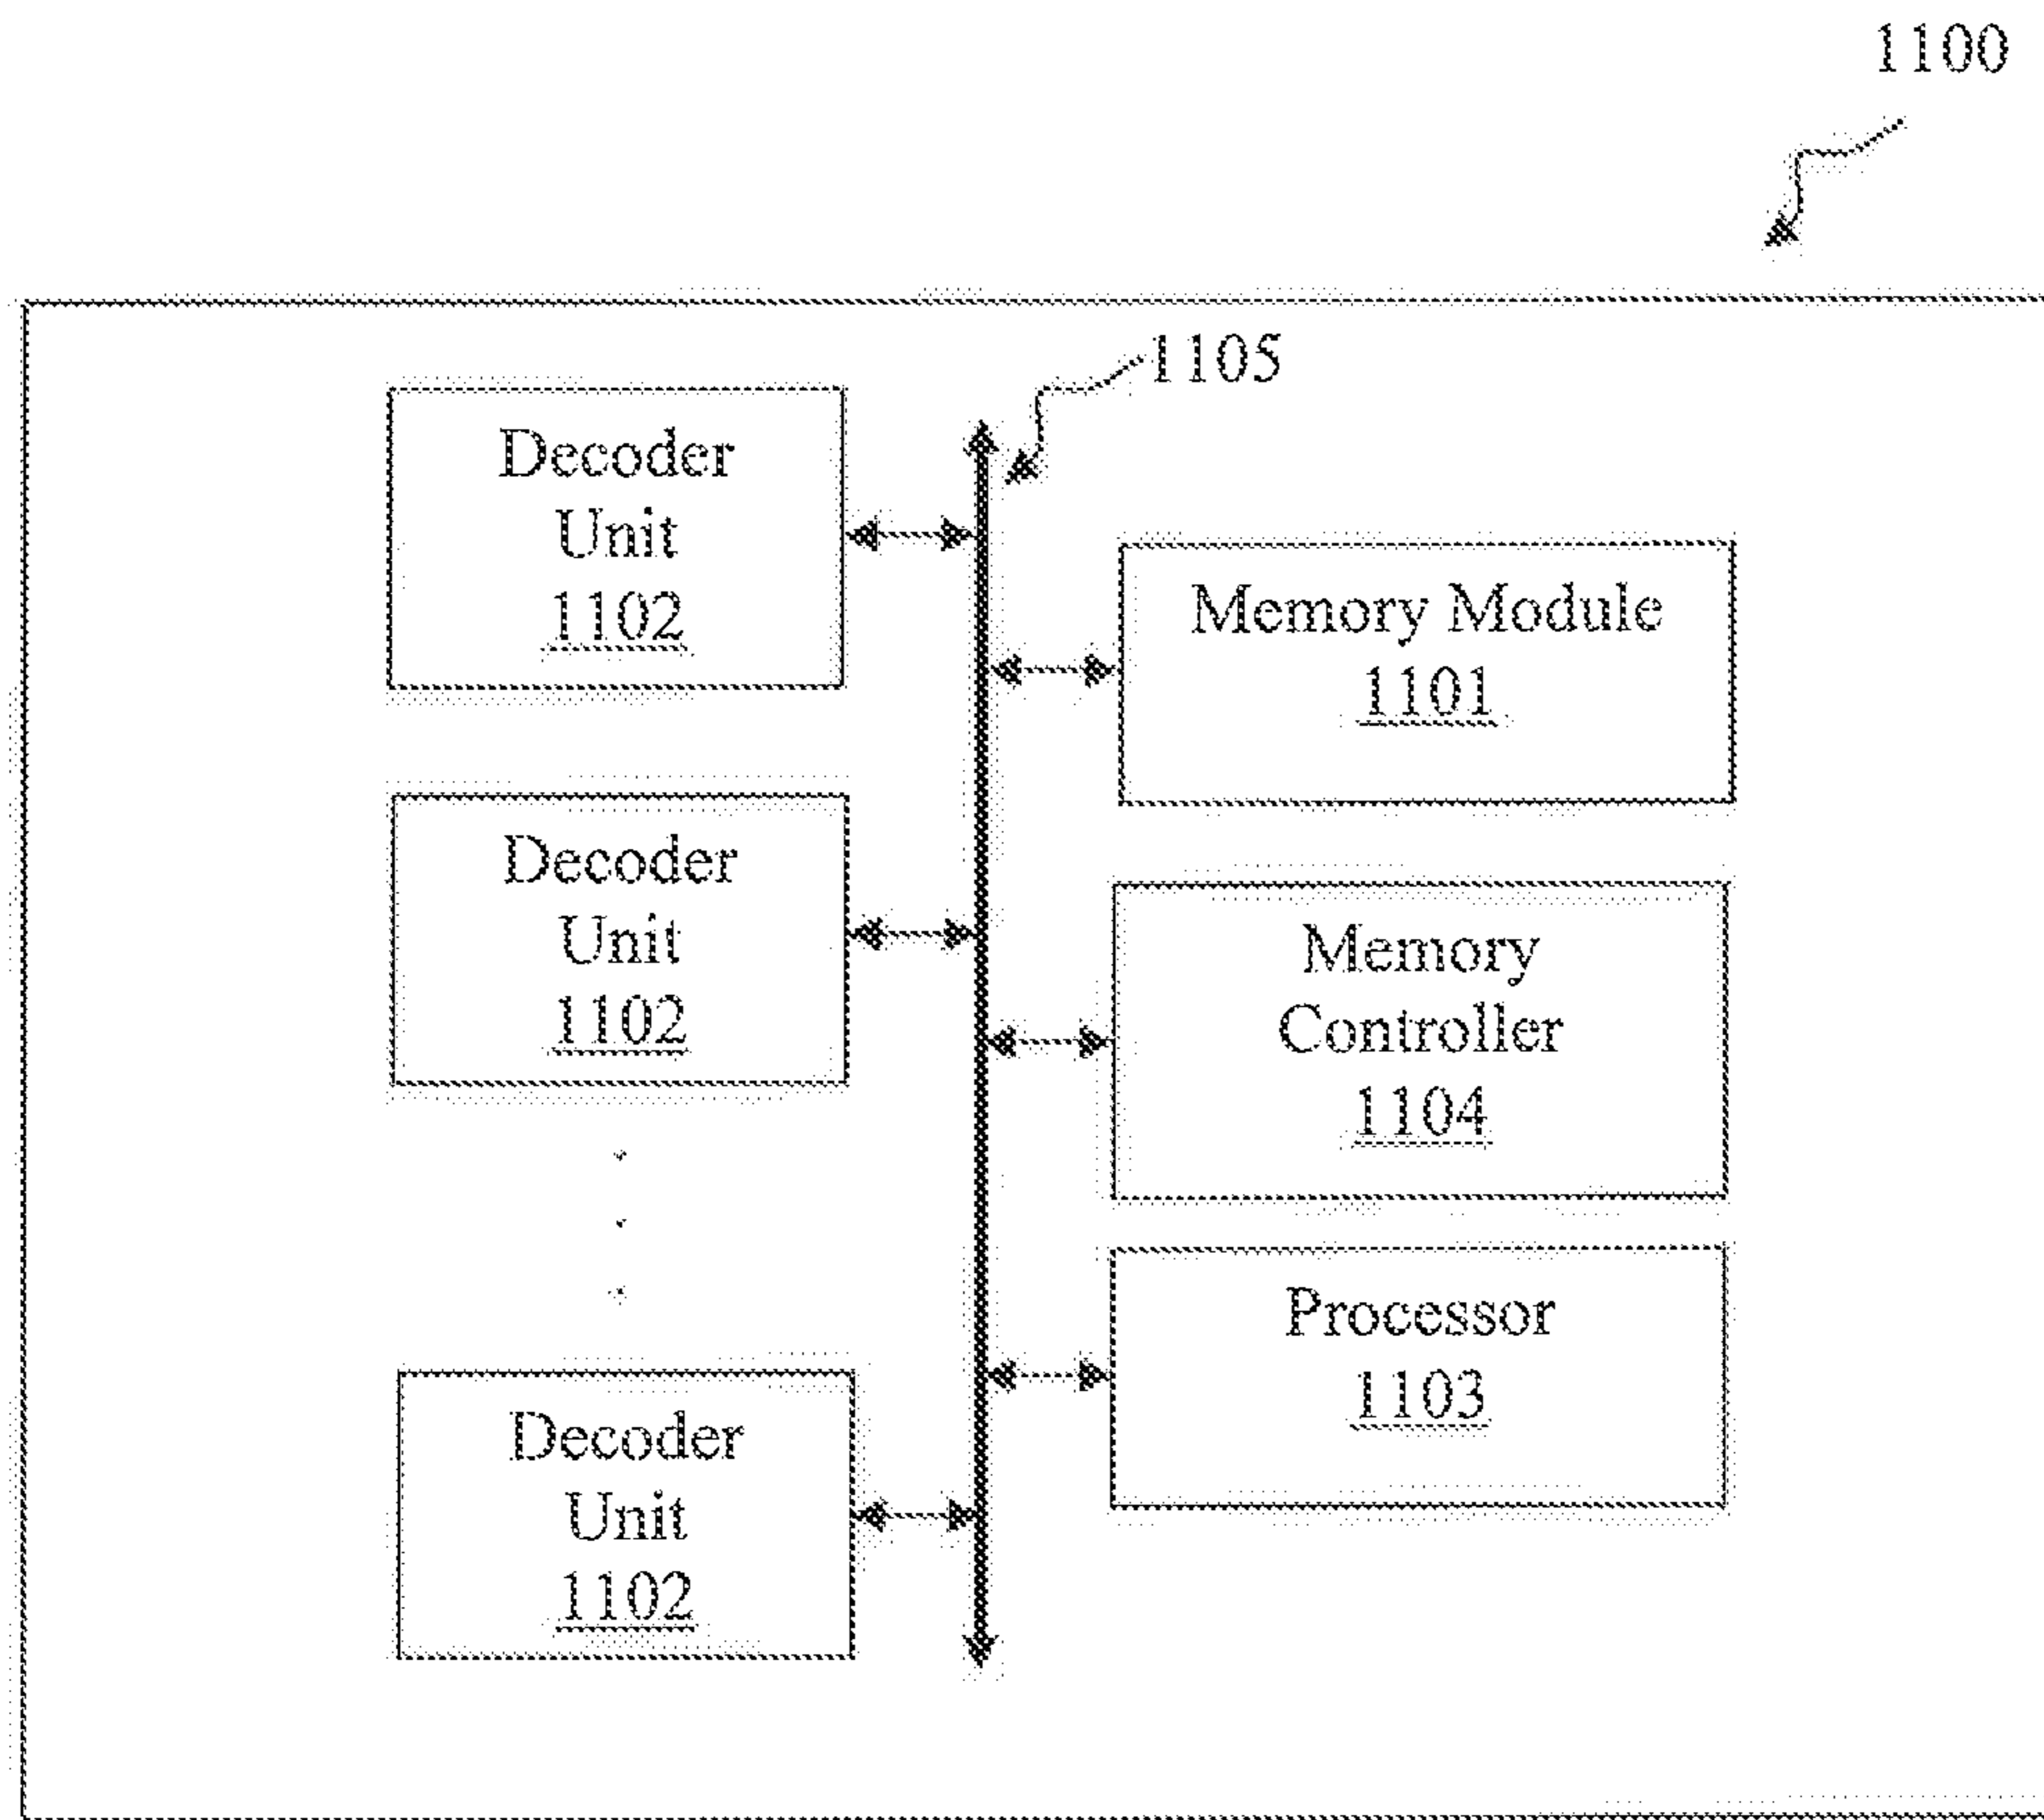 1100
1105
Decoder
Unit
1102
Memory Module
1101
Decoder
Unit
1102
Memory
Controller
1104
Processor
1103
Decoder
Unit
1102